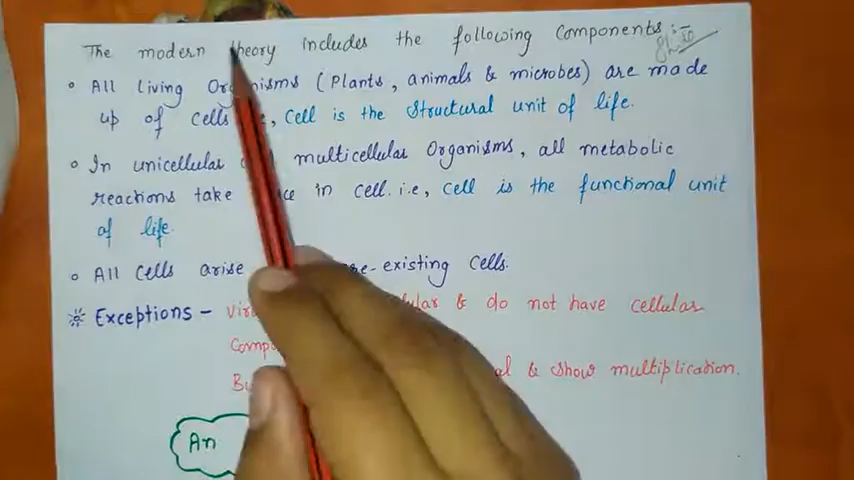 The modern theory includes the following Components:-
All living Organisms (Plants, animals & microbes) are made
up of Cells , Cell is the Structural unit of life.
In unicellular multicellular Organisms, all metabolic
reactions take in cell. i.e, cell is the functional unit
of life.
All Cells arise existing cells.
Exceptions - & do not have cellular
& show multiplication.
An